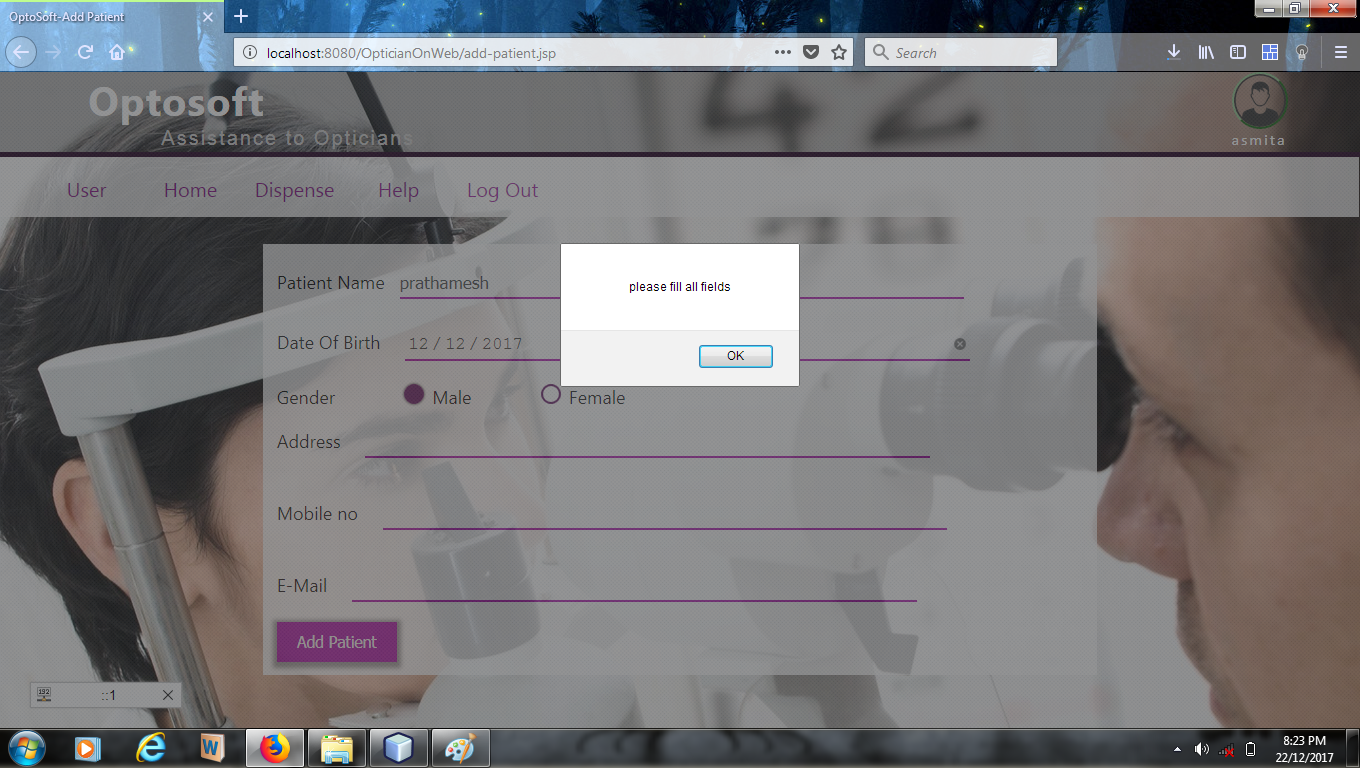 OptoSoft-Add Patient
localhost:8080/OpticianOnWeb/add-patient.jsp
Search
Optosoft
Assistance to Opticians
asmita
User Home Dispense Help Log Out
please fill all fields
OK
Patient Name prathamesh
Date Of Birth 12 / 12 / 2017
Gender Male Female
Address
Mobile no
E-Mail
Add Patient
::1
8:23 PM
22/12/2017